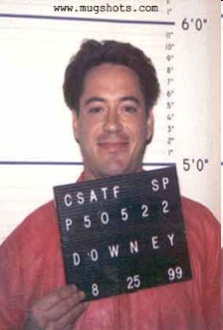 www.mugshots.com
6'0"
5'0"
CSATF SP
P50522
DOWNEY
8 25 99